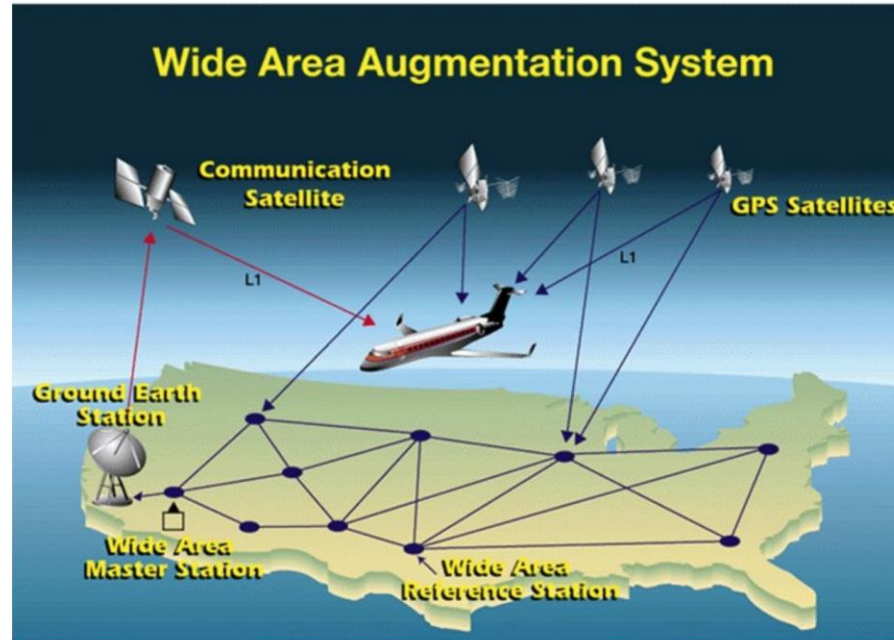 Wide Area Augmentation System
Communication
Satellite
GPS Satellites
L1
L1
Ground Earth
Station
Wide Area
Master Station
Wide Area
Reference Station